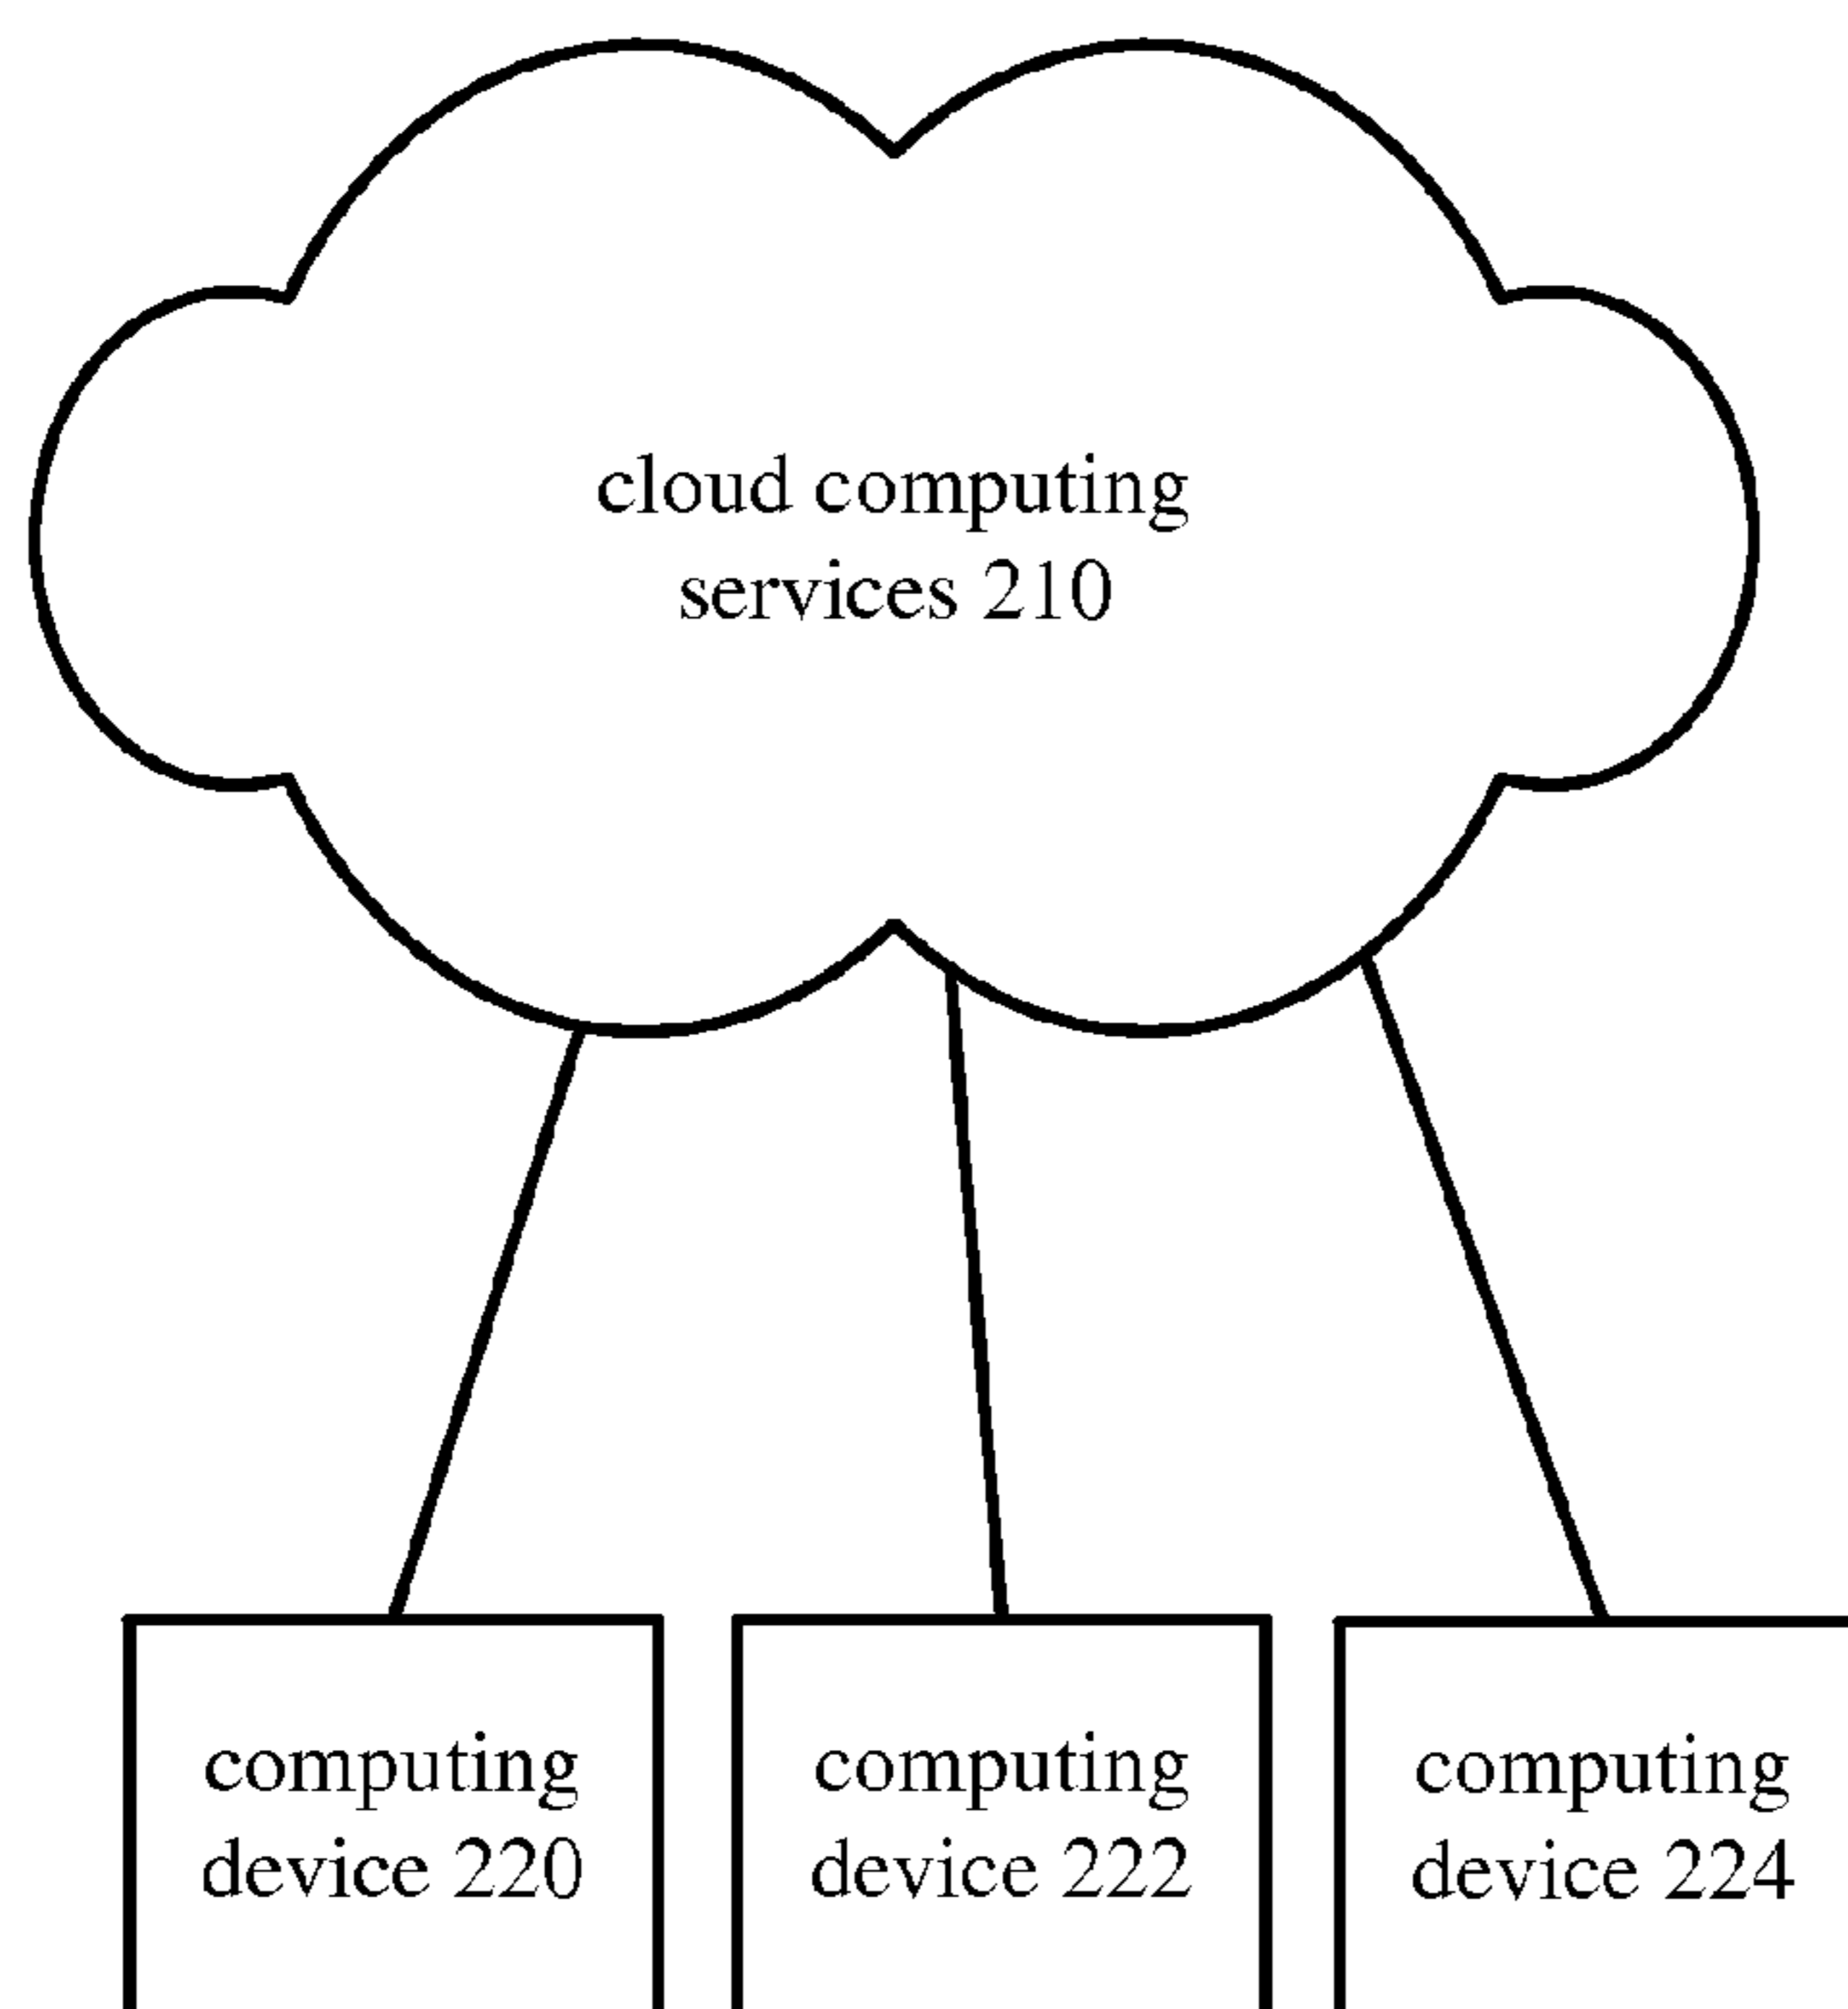 cloud computing
services 210
computing
device 220
computing
device 222
computing
device 224